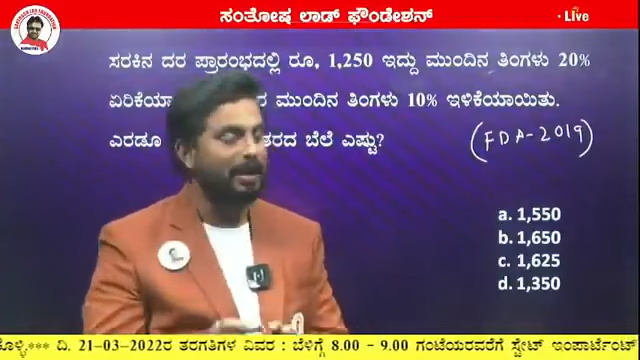 ಸಂತೋಷ ಲಾಡ್ ಫೌಂಡೇಶನ್
Live
ಸರಕಿನ ದರ ಪ್ರಾರಂಭದಲ್ಲಿ ರೂ. 1,250 ಇದ್ದು ಮುಂದಿನ ತಿಂಗಳು 20%
ಏರಿಕೆಯಾ ಮುಂದಿನ ತಿಂಗಳು 10% ಇಳಿಕೆಯಾಯಿತು.
ಎರಡೂ ತರದ ಬೆಲೆ ಎಷ್ಟು?
(FDA-2019)
a. 1,550
b. 1,650
c. 1,625
d. 1,350
ಕೊಳ್ಳಿ.*** ದಿ. 21-03-2022ರ ತರಗತಿಗಳ ವಿವರ : ಬೆಳಿಗ್ಗೆ 8.00 - 9.00 ಗಂಟೆಯವರೆಗೆ ಸ್ಟೇಟ್ ಇಂಪಾರ್ಟೆಂಟ್